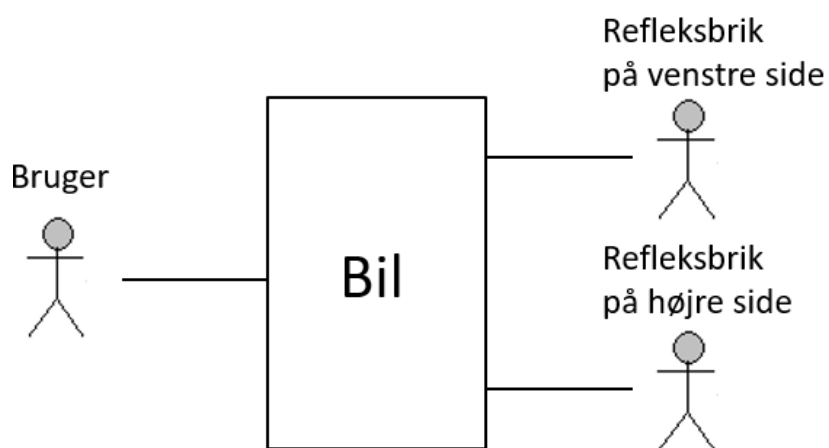 Refleksbrik
på venstre side
Bruger
Bil
Refleksbrik
på højre side